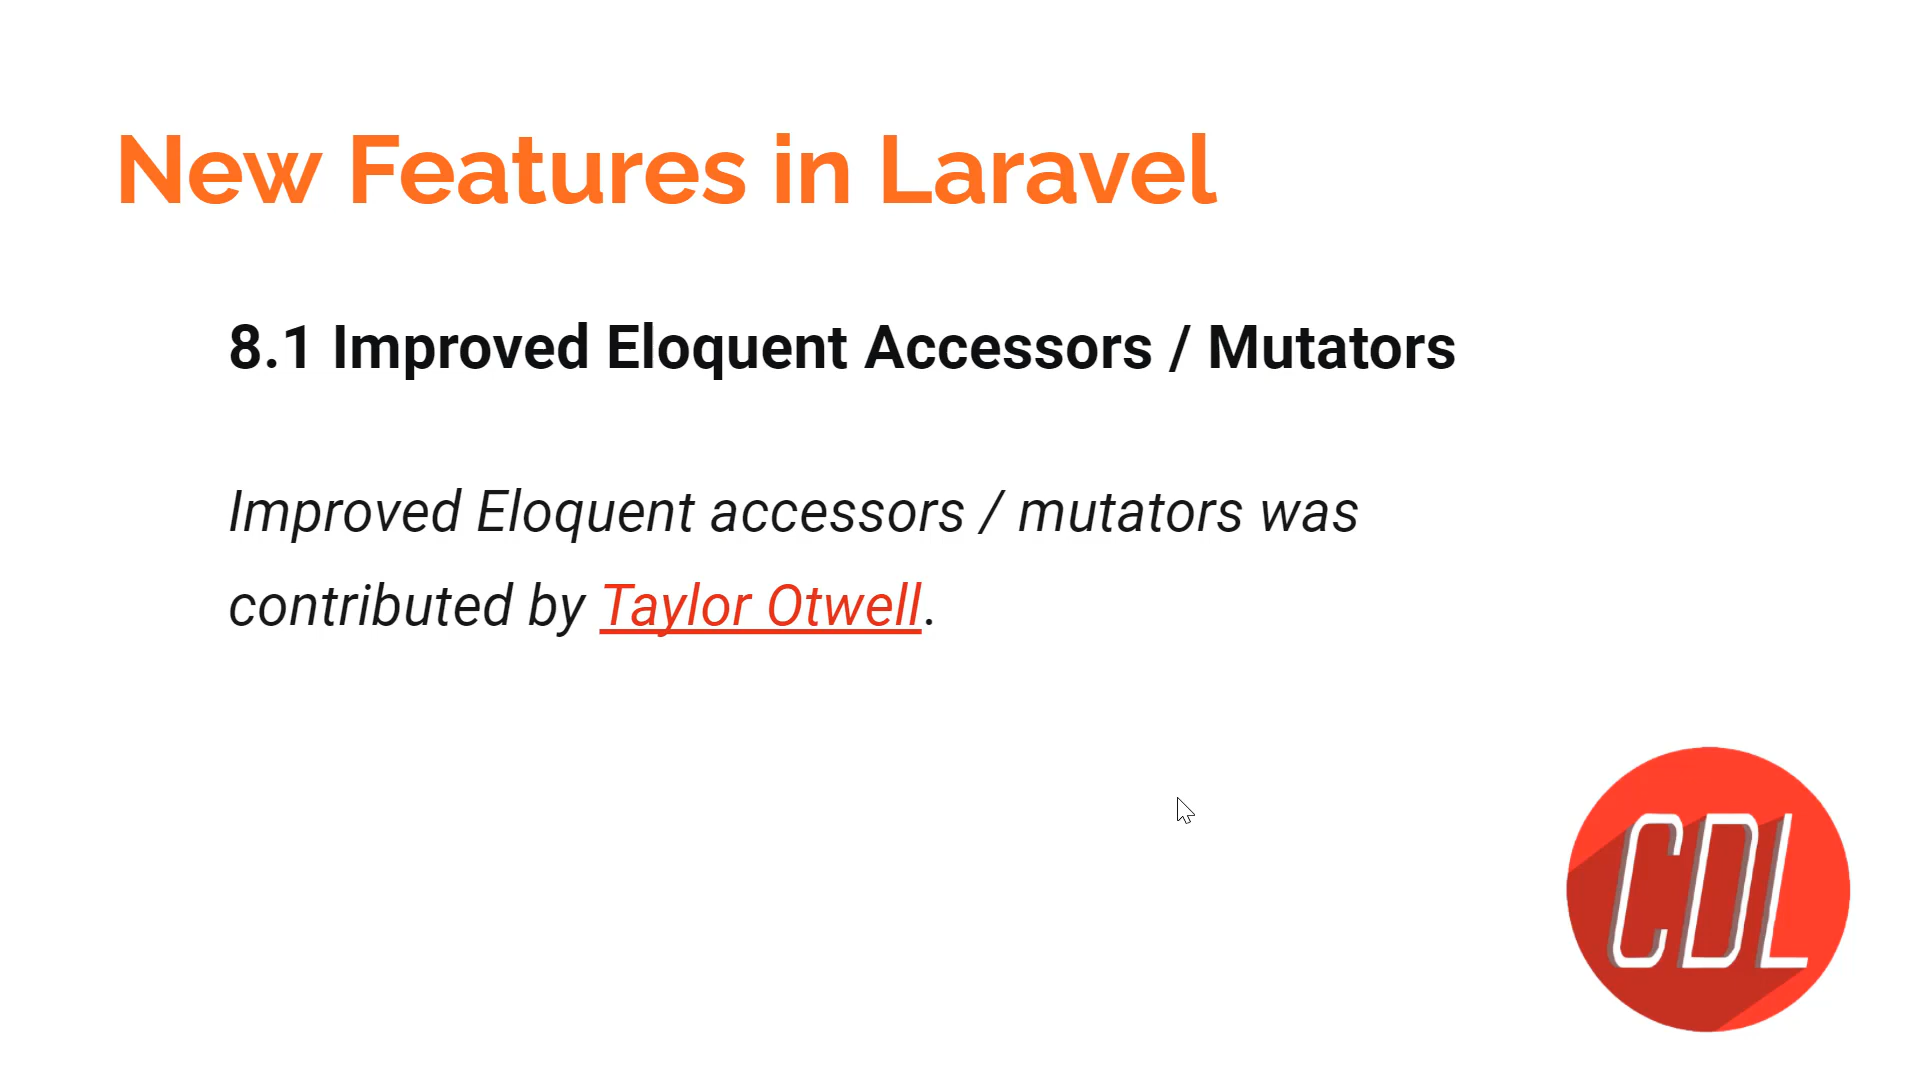 New Features in Laravel
8.1 Improved Eloquent Accessors / Mutators
Improved Eloquent accessors / mutators was
contributed by Taylor Otwell.
CDL